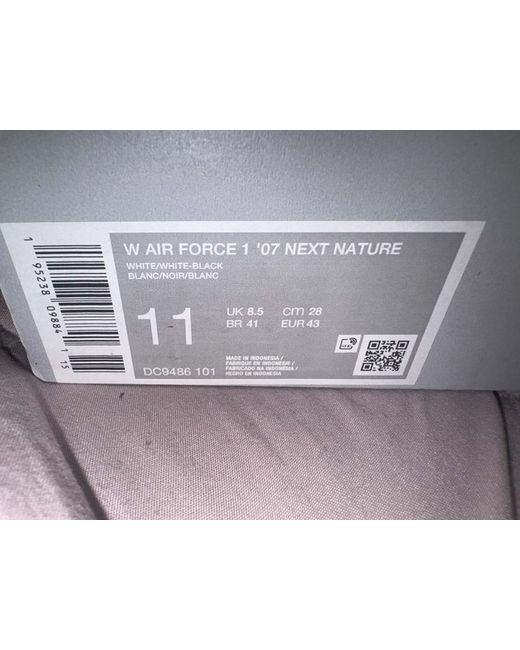 W AIR FORCE 1 '07 NEXT NATURE
WHITE/WHITE-BLACK
BLANC/NOIR/BLANC
11
UK 8.5 cm 28
BR 41 EUR 43
DC9486 101
MADE IN INDONESIA /
FABRIQUÉ EN INDONESIE /
FABRICADO NA INDONÉSIA /
HECHO EN INDONESIA
1 95238 09884 1 15